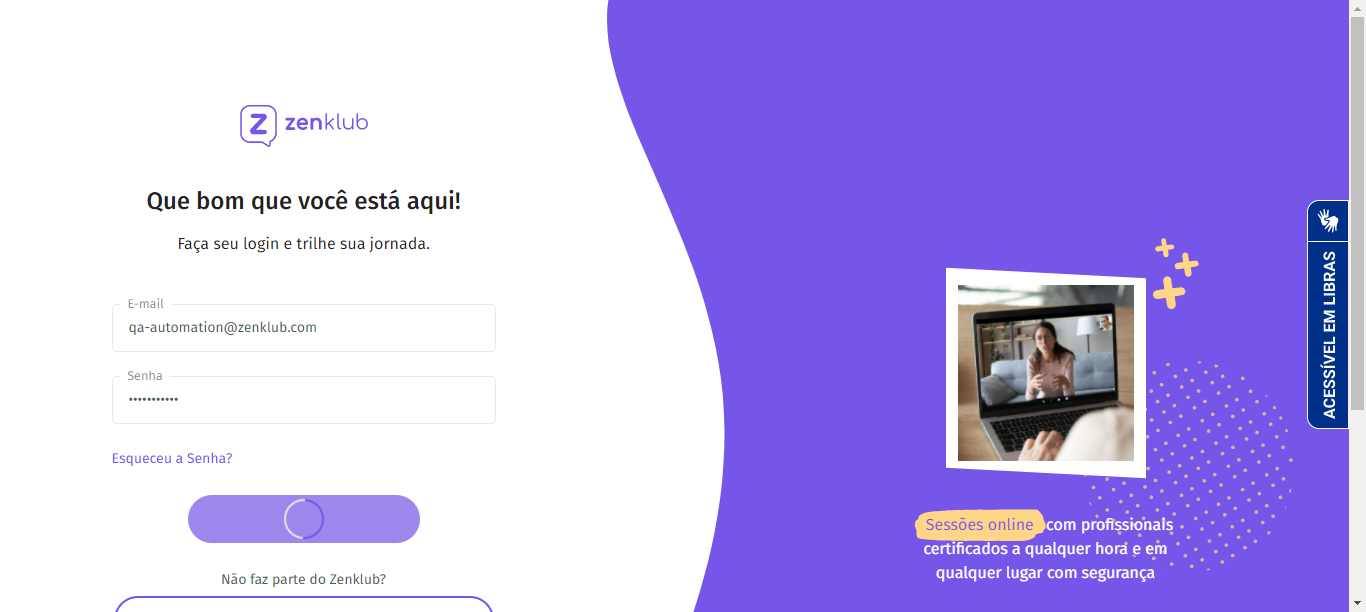 zenklub
Que bom que você está aqui!
Faça seu login e trilhe sua jornada.
E-mail
qa-automation@zenklub.com
Senha
•••••••••••
Esqueceu a Senha?
Não faz parte do Zenklub?
Sessões online com profissionais
certificados a qualquer hora e em
qualquer lugar com segurança
ACESSÍVEL EM LIBRAS